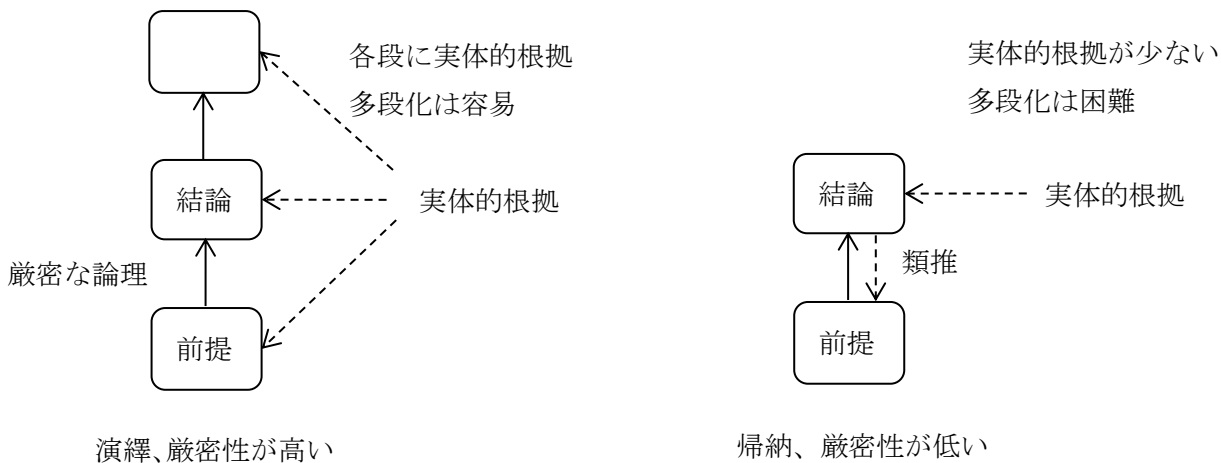 各段に実体的根拠
多段化は容易
結論
実体的根拠
厳密な論理
前提
演繹、厳密性が高い
実体的根拠が少ない
多段化は困難
結論
実体的根拠
類推
前提
帰納、厳密性が低い